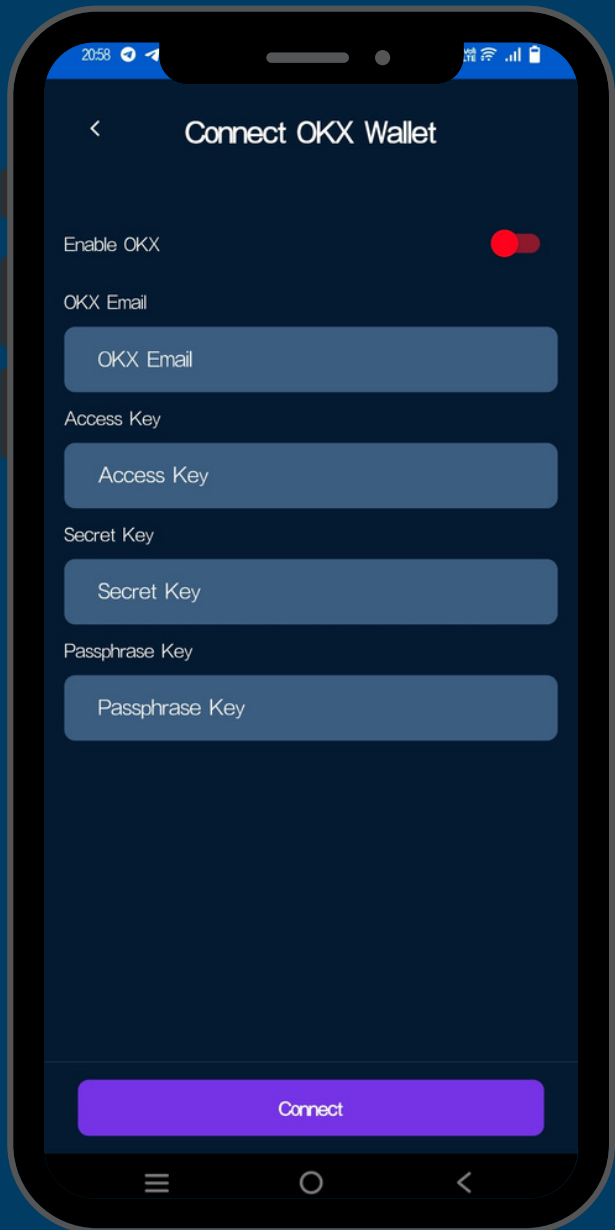 20:58
Connect OKX Wallet
Enable OKX
OKX Email
OKX Email
Access Key
Access Key
Secret Key
Secret Key
Passphrase Key
Passphrase Key
Connect